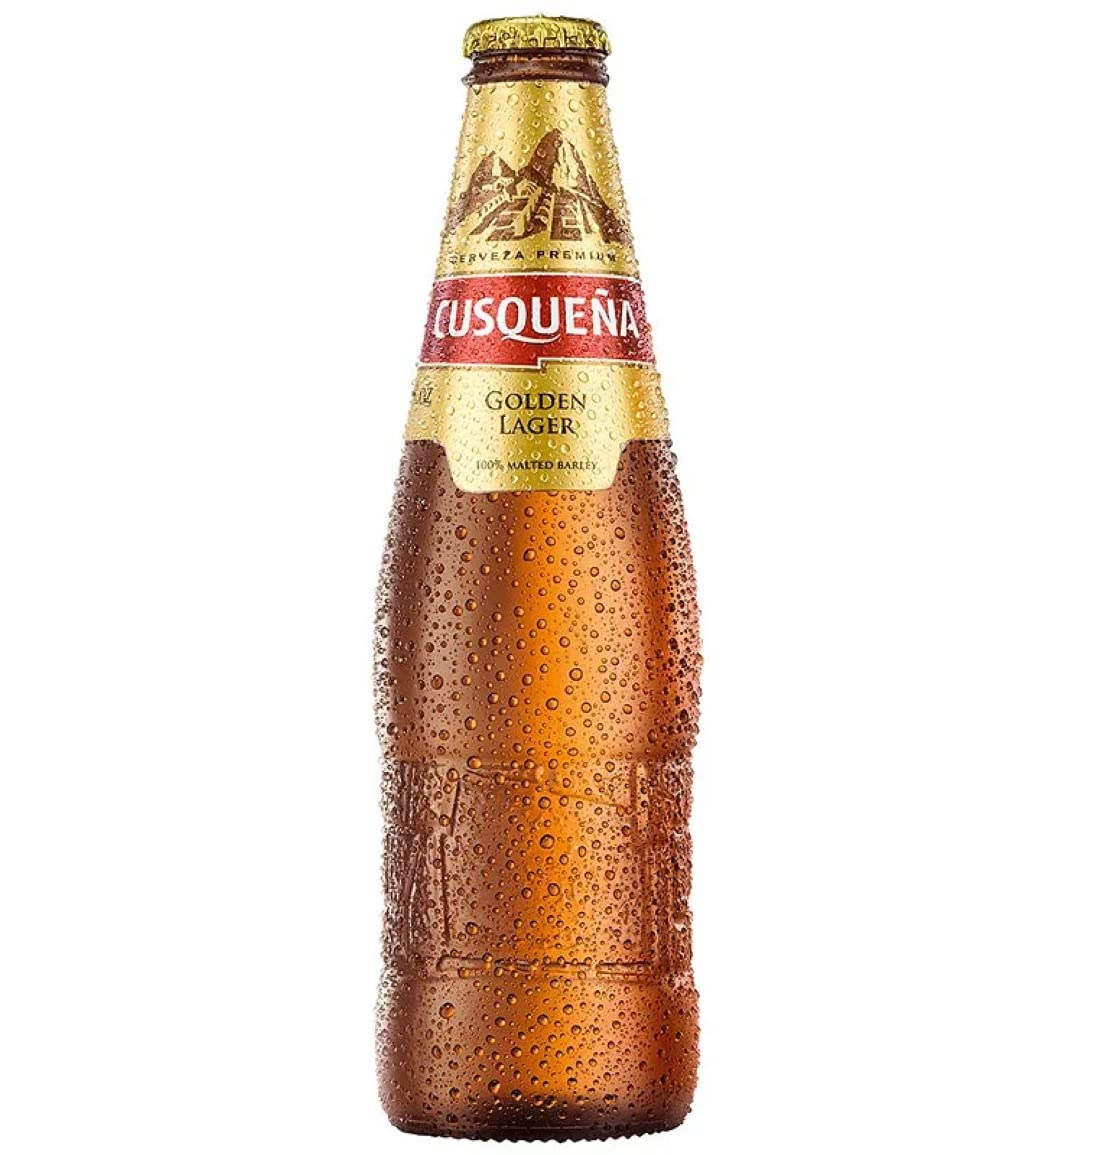 CERVEZA PREMIUM
CUSQUEÑA
GOLDEN
LAGER
100% MALTED BARLEY